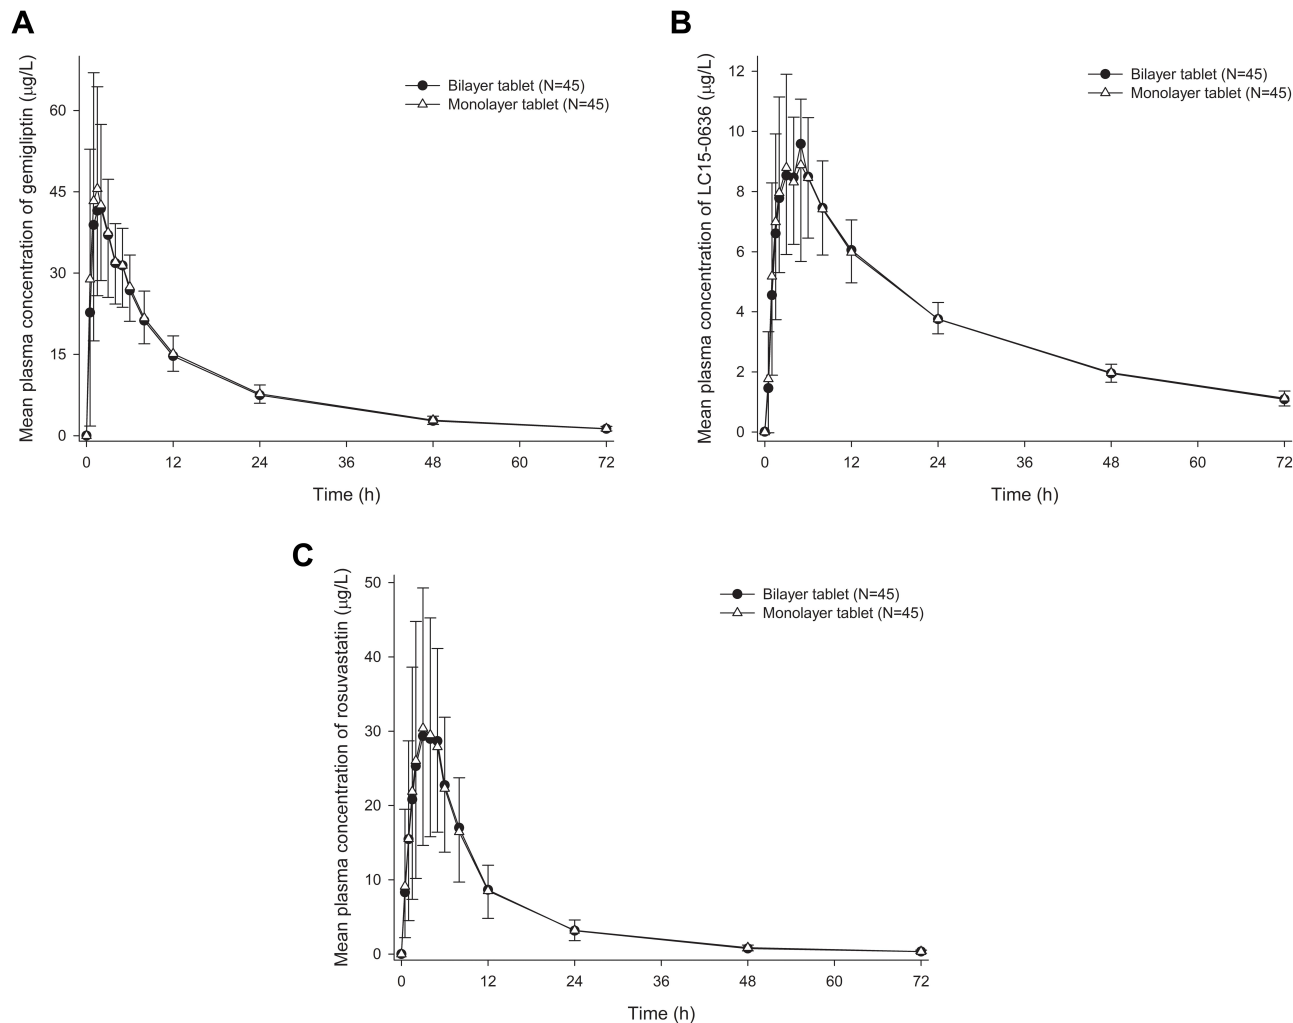 A
Mean plasma concentration of gemigliptin (µg/L)
60
45
30
15
0
0 12 24 36 48 60 72
Time (h)
Bilayer tablet (N=45)
Monolayer tablet (N=45)
B
Mean plasma concentration of LC15-0636 (µg/L)
12
10
8
6
4
2
0
0 12 24 36 48 60 72
Time (h)
Bilayer tablet (N=45)
Monolayer tablet (N=45)
C
Mean plasma concentration of rosuvastatin (µg/L)
50
40
30
20
10
0
0 12 24 36 48 60 72
Time (h)
Bilayer tablet (N=45)
Monolayer tablet (N=45)